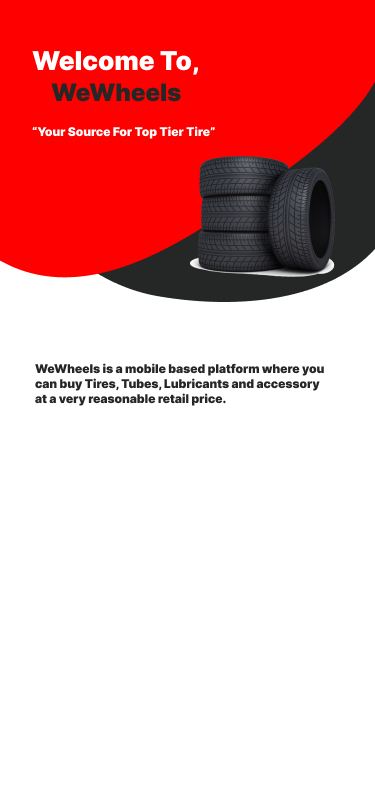 Welcome To,
WeWheels
“Your Source For Top Tier Tire”
WeWheels is a mobile based platform where you
can buy Tires, Tubes, Lubricants and accessory
at a very reasonable retail price.